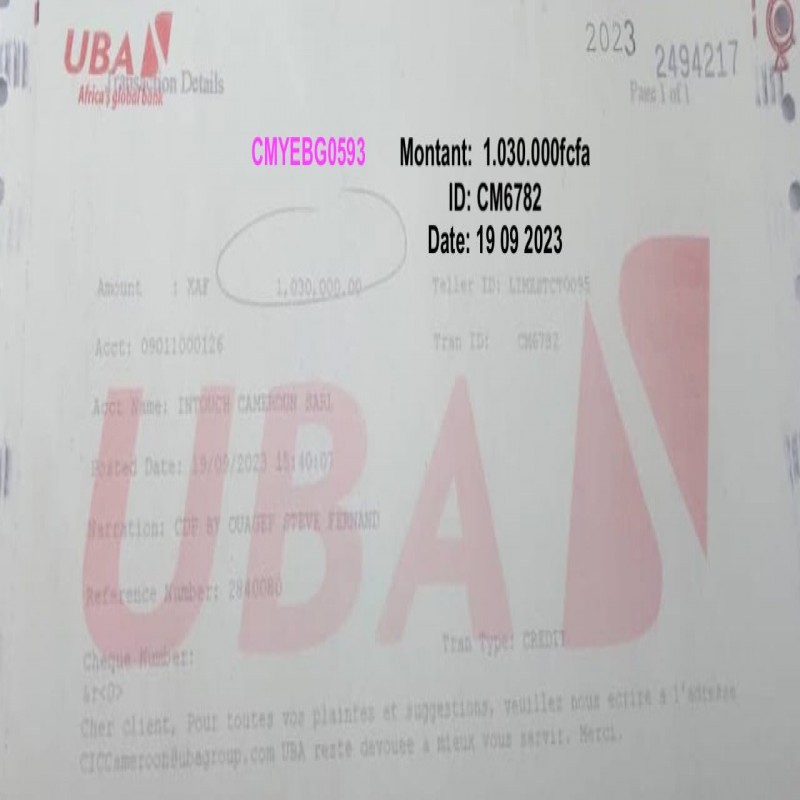 UBA
Africa's global bank
Transaction Details
2023 2494217
Page 1 of 1
CMYEBG0593 Montant: 1.030.000fcfa
ID: CM6782
Date: 19 09 2023
Amount : XAF 1,030,000.00 Teller ID:
Acct: 09011000126 Tran ID: CM6782
Acct Name: INTOUCH CAMEROUN SARL
Posted Date: 19/09/2023 15:40:07
Narration: CDP BY OUAGEP STEVE FERNAND
Reference Number: 2840080
Tran Type: CREDIT
Cheque Number:
&r<0>
Cher client, Pour toutes vos plaintes et suggestions, veuillez nous ecrire a l'adresse
CICCameroon@ubagroup.com UBA reste devouee a mieux vous servir. Merci.
UBA